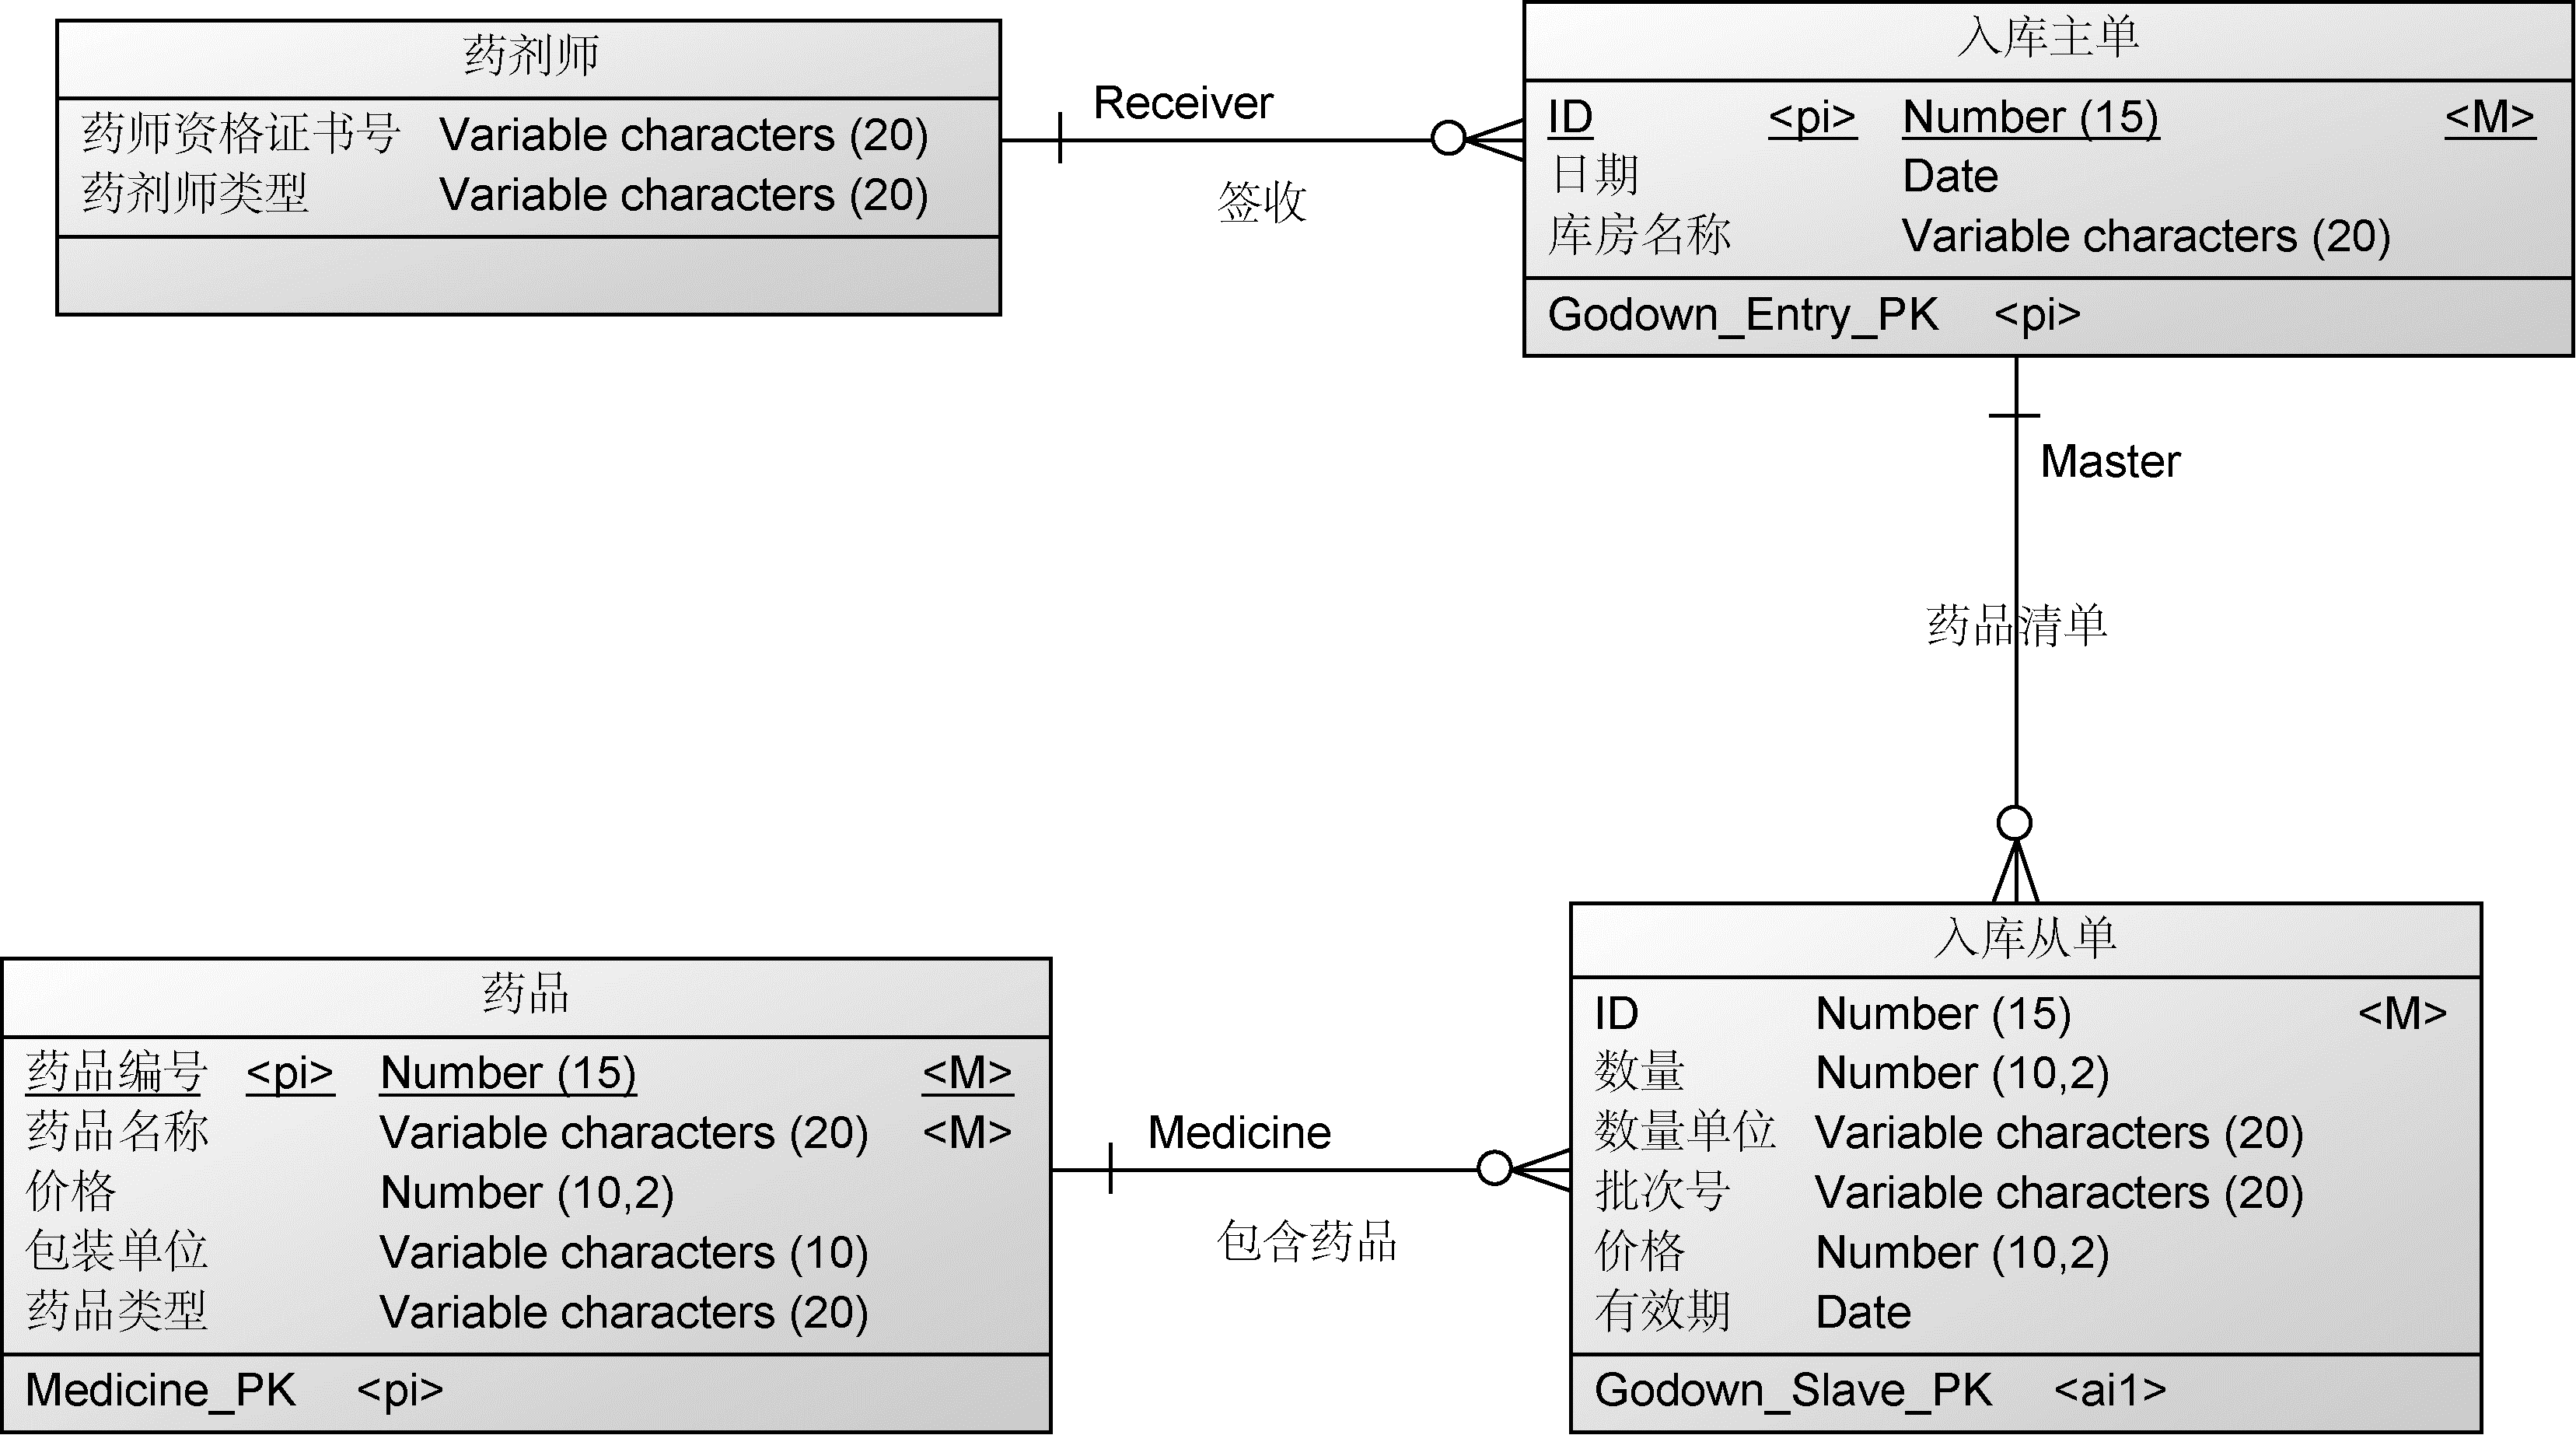 药剂师
药师资格证书号 Variable characters (20)
药剂师类型 Variable characters (20)
Receiver
签收
入库主单
ID <pi> Number (15) <M>
日期 Date
库房名称 Variable characters (20)
Godown_Entry_PK <pi>
Master
药品清单
药品
药品编号 <pi> Number (15) <M>
药品名称 Variable characters (20) <M>
价格 Number (10,2)
包装单位 Variable characters (10)
药品类型 Variable characters (20)
Medicine_PK <pi>
Medicine
包含药品
入库从单
ID Number (15) <M>
数量 Number (10,2)
数量单位 Variable characters (20)
批次号 Variable characters (20)
价格 Number (10,2)
有效期 Date
Godown_Slave_PK <ai1>